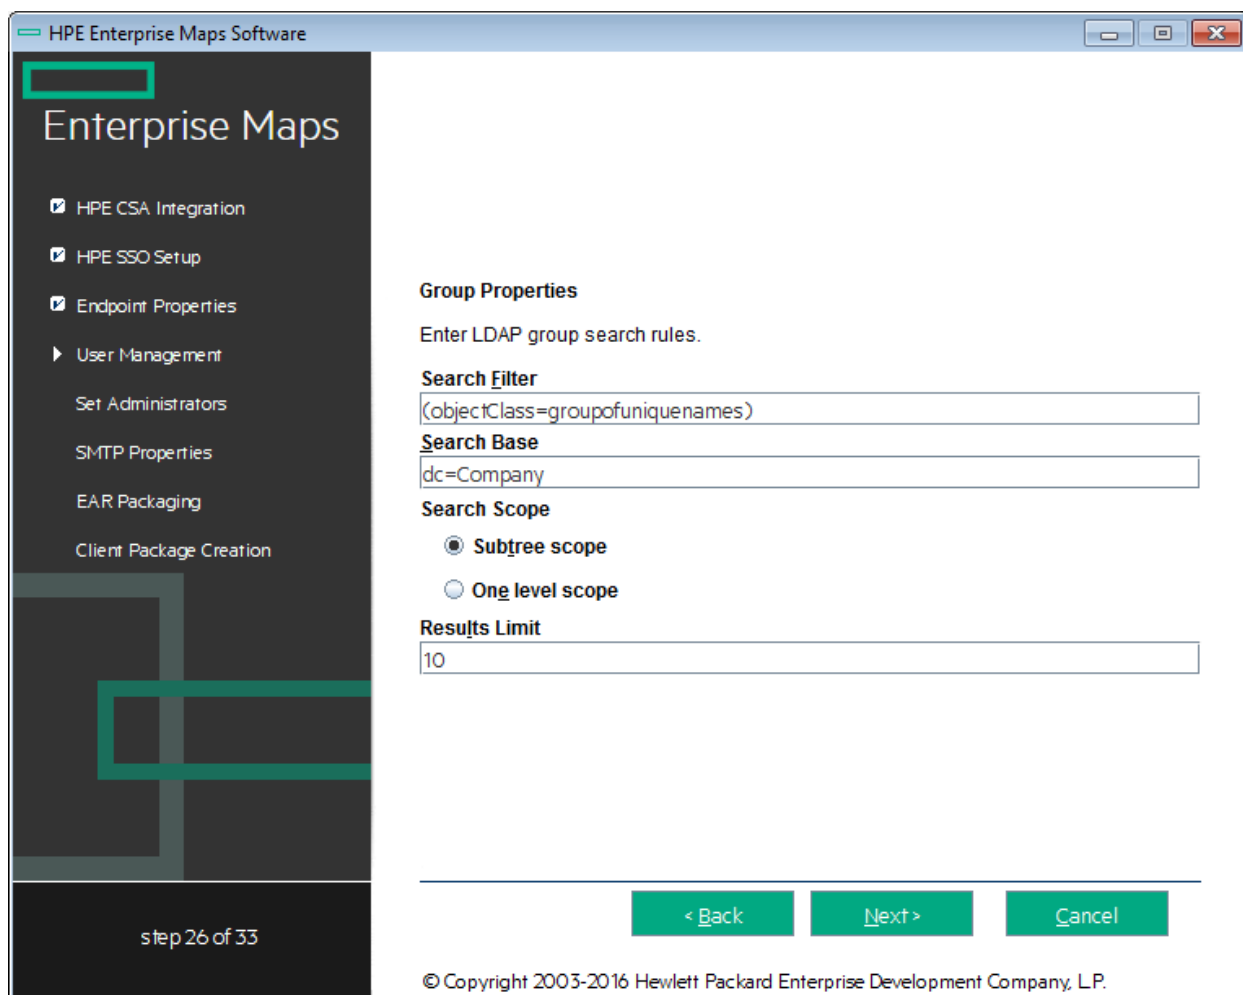 HPE Enterprise Maps Software
Enterprise Maps
HPE CSA Integration
HPE SSO Setup
Endpoint Properties
User Management
Set Administrators
SMTP Properties
EAR Packaging
Client Package Creation
step 26 of 33
Group Properties
Enter LDAP group search rules.
Search Filter
(objectClass=groupofuniquenames)
Search Base
dc=Company
Search Scope
Subtree scope
One level scope
Results Limit
10
< Back
Next >
Cancel
© Copyright 2003-2016 Hewlett Packard Enterprise Development Company, L.P.